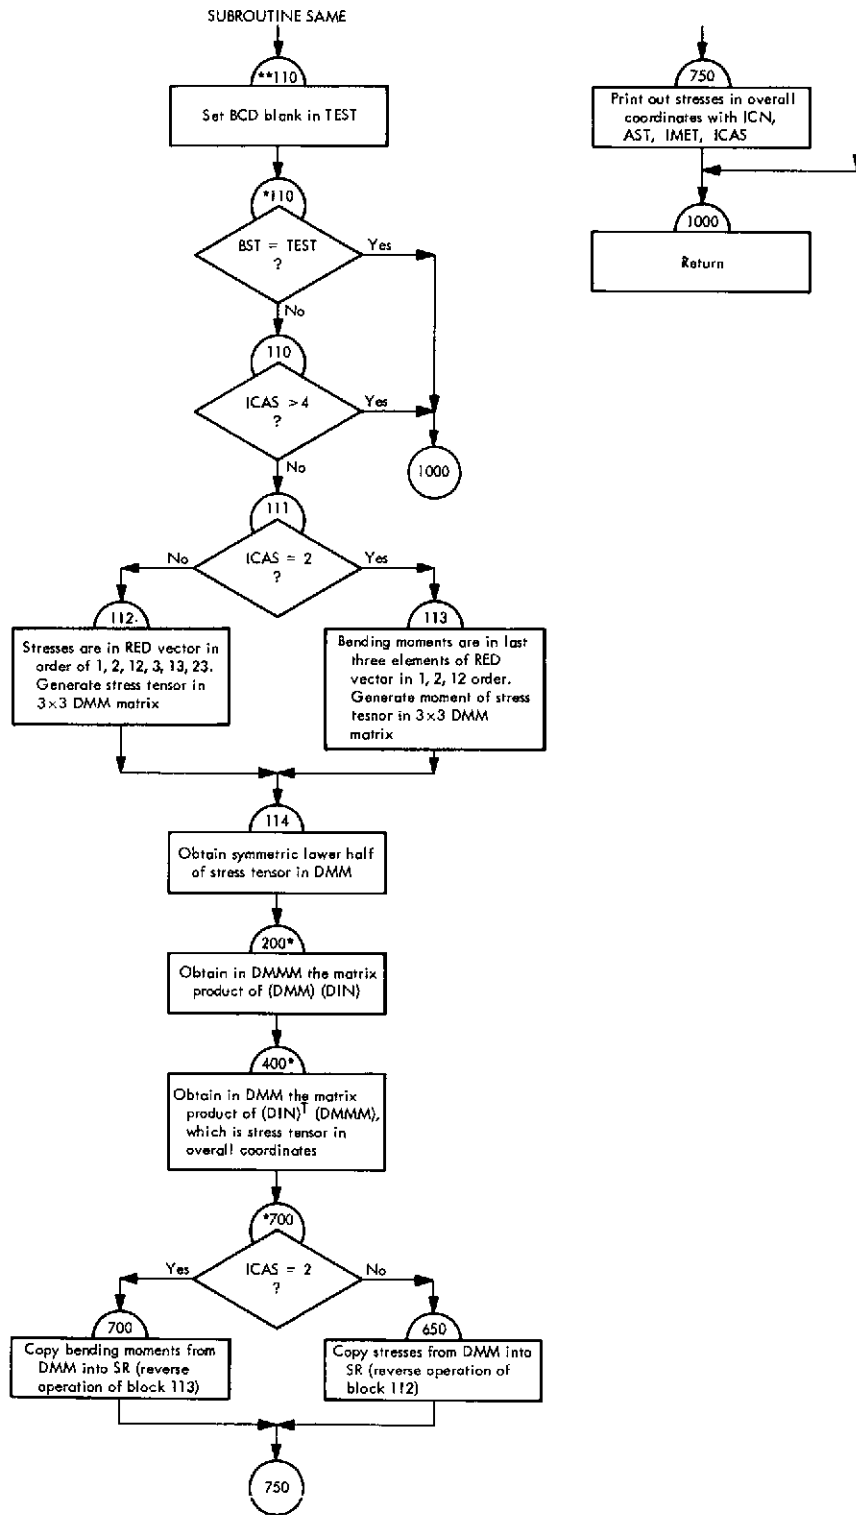 SUBROUTINE SAME
**110
Set BCD blank in TEST
*110
BST = TEST
?
Yes
No
110
ICAS > 4
?
Yes
No
1000
111
ICAS = 2
?
No
Yes
112.
Stresses are in RED vector in
order of 1, 2, 12, 3, 13, 23.
Generate stress tensor in
3×3 DMM matrix
113
Bending moments are in last
three elements of RED
vector in 1, 2, 12 order.
Generate moment of stress
tesnor in 3×3 DMM
matrix
114
Obtain symmetric lower half
of stress tensor in DMM
200*
Obtain in DMMM the matrix
product of (DMM) (DIN)
400*
Obtain in DMM the matrix
product of (DIN)ᵀ (DMMM),
which is stress tensor in
overall coordinates
*700
ICAS = 2
?
Yes
No
700
Copy bending moments from
DMM into SR (reverse
operation of block 113)
650
Copy stresses from DMM into
SR (reverse operation of
block 112)
750
750
Print out stresses in overall
coordinates with ICN,
AST, IMET, ICAS
1000
Return